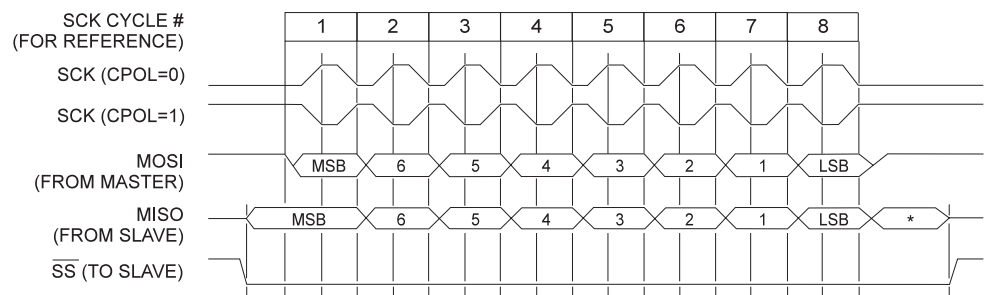 SCK CYCLE # 1 2 3 4 5 6 7 8
(FOR REFERENCE)
SCK (CPOL=0)
SCK (CPOL=1)
MOSI MSB 6 5 4 3 2 1 LSB
(FROM MASTER)
MISO MSB 6 5 4 3 2 1 LSB *
(FROM SLAVE)
SS (TO SLAVE)